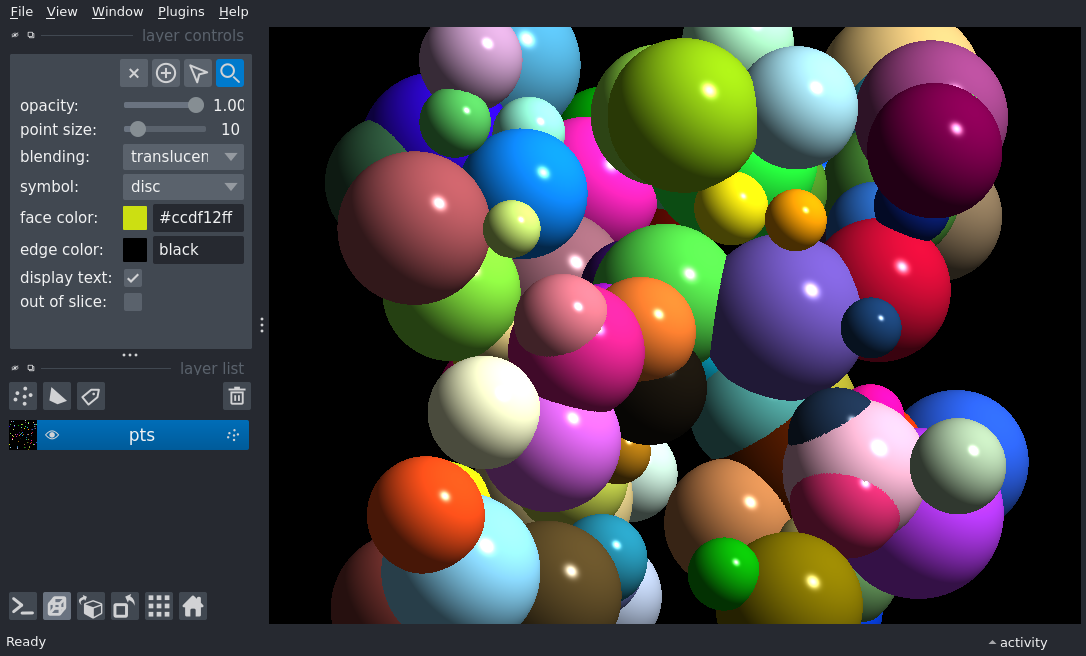 File View Window Plugins Help
layer controls
opacity: 1.00
point size: 10
blending: translucen
symbol: disc
face color: #ccdf12ff
edge color: black
display text:
out of slice:
layer list
pts
Ready
activity